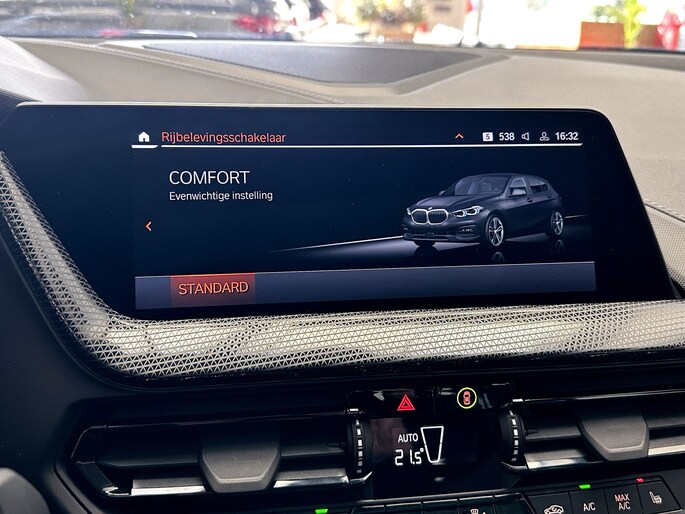 Rijbelevingsschakelaar
S 538 16:32
COMFORT
Evenwichtige instelling
STANDARD
AUTO
21.5°
A/C
MAX
A/C